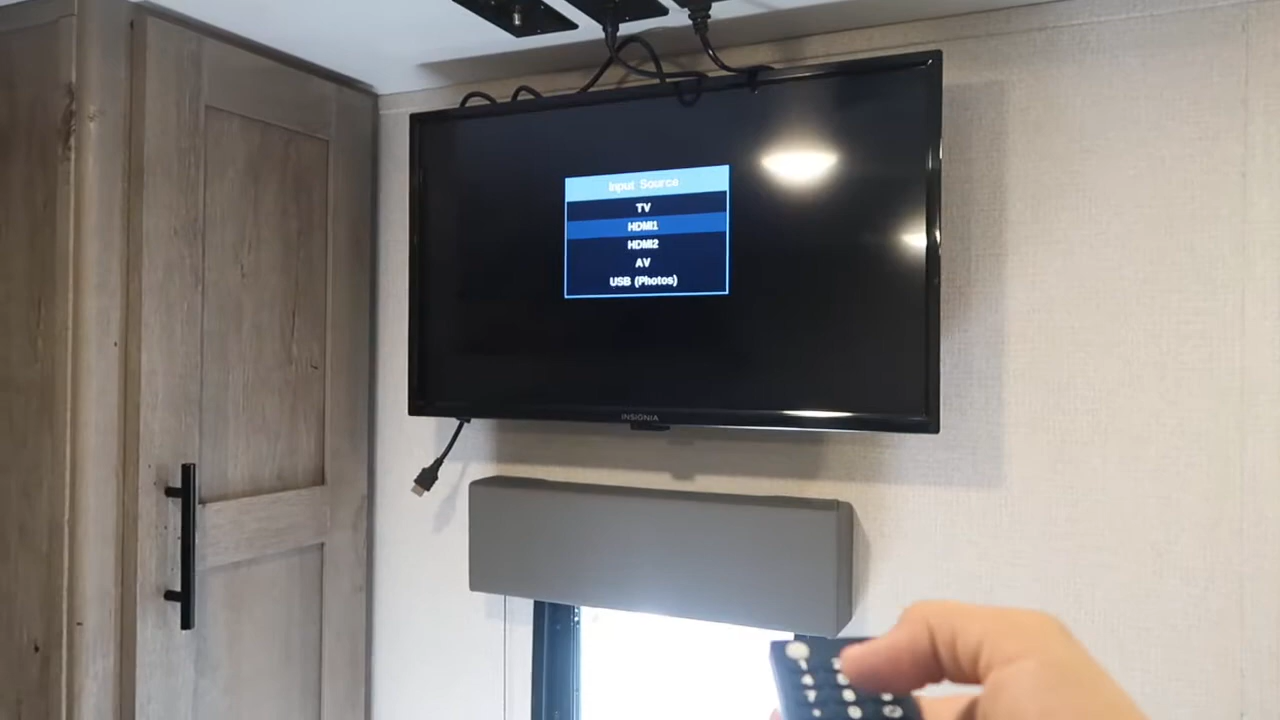 Input Source
TV
HDMI1
HDMI2
AV
USB (Photos)
INSIGNIA